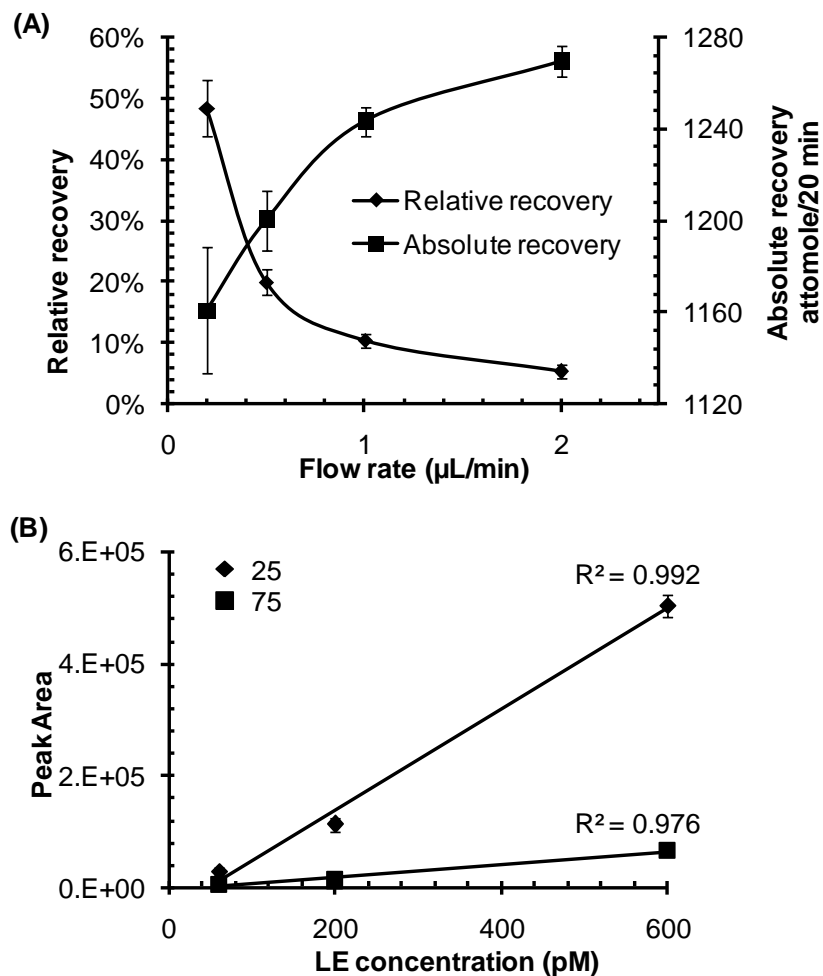 (A)
60%
50%
40%
30%
20%
10%
0%
Relative recovery
1280
1240
1200
1160
1120
Absolute recovery
attomole/20 min
Relative recovery
Absolute recovery
0
1
2
Flow rate (µL/min)
(B)
6.E+05
4.E+05
2.E+05
0.E+00
Peak Area
25
75
R² = 0.992
R² = 0.976
0
200
400
600
LE concentration (pM)